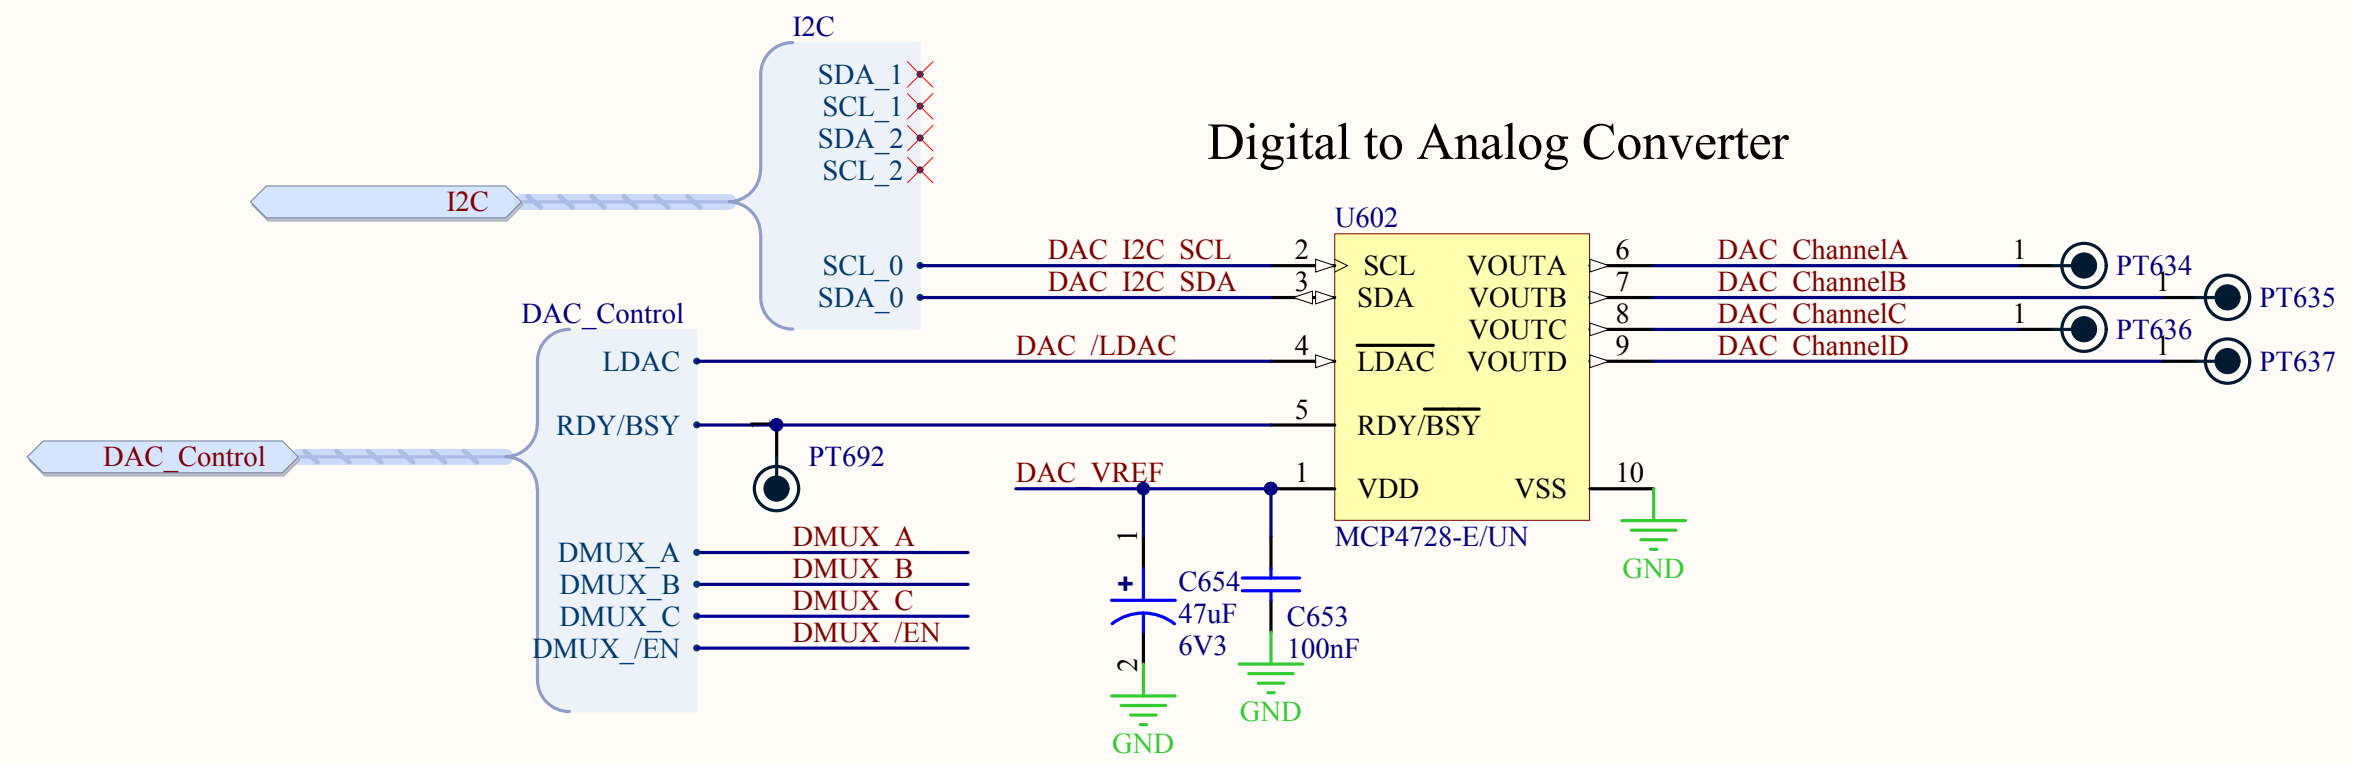 I2C
SDA_1
SCL_1
SDA_2
SCL_2
I2C
SCL_0
SDA_0
Digital to Analog Converter
U602
DAC_I2C_SCL
2
SCL
VOUTA
6
DAC_ChannelA
1
PT634
DAC_I2C_SDA
3
SDA
VOUTB
7
DAC_ChannelB
1
PT635
VOUTC
8
DAC_ChannelC
1
PT636
DAC_Control
LDAC
DAC_/LDAC
4
LDAC
VOUTD
9
DAC_ChannelD
1
PT637
RDY/BSY
5
RDY/BSY
DAC_Control
PT692
DAC_VREF
1
VDD
VSS
10
MCP4728-E/UN
GND
DMUX_A
DMUX_A
DMUX_B
DMUX_B
DMUX_C
DMUX_C
DMUX_/EN
DMUX_/EN
1
+
C654
47uF
6V3
2
GND
C653
100nF
GND